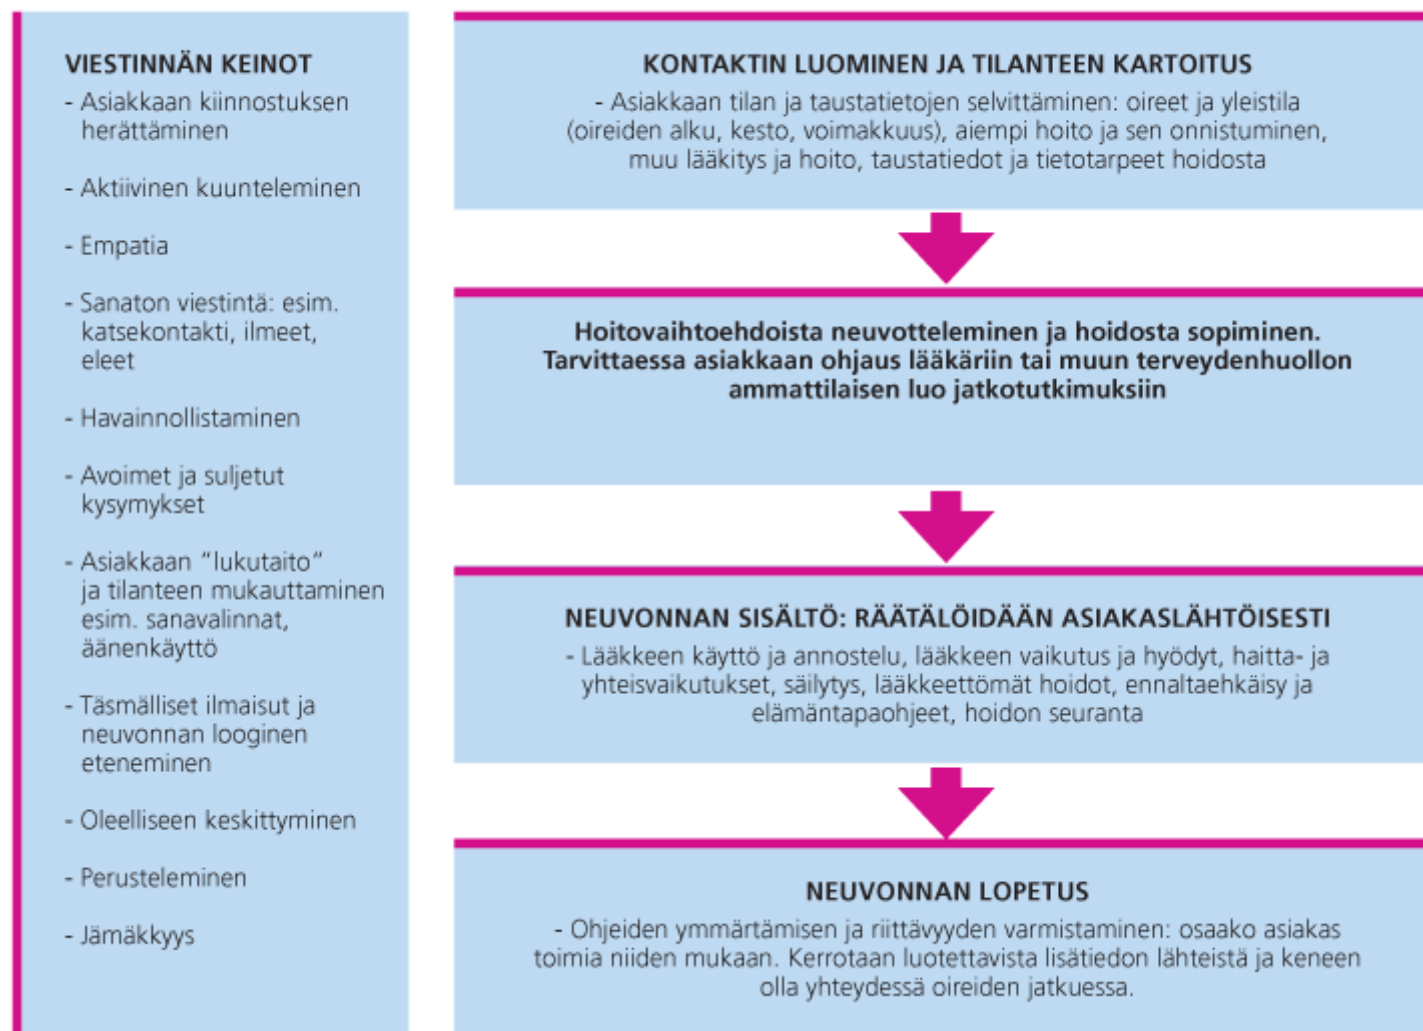 VIESTINNÄN KEINOT
- Asiakkaan kiinnostuksen
herättäminen
- Aktiivinen kuunteleminen
- Empatia
- Sanaton viestintä: esim.
katsekontakti, ilmeet,
eleet
- Havainnollistaminen
- Avoimet ja suljetut
kysymykset
- Asiakkaan "lukutaito"
ja tilanteen mukauttaminen
esim. sanavalinnat,
äänenkäyttö
- Täsmälliset ilmaisut ja
neuvonnan looginen
eteneminen
- Oleelliseen keskittyminen
- Perusteleminen
- Jämäkkyys
KONTAKTIN LUOMINEN JA TILANTEEN KARTOITUS
- Asiakkaan tilan ja taustatietojen selvittäminen: oireet ja yleistila
(oireiden alku, kesto, voimakkuus), aiempi hoito ja sen onnistuminen,
muu lääkitys ja hoito, taustatiedot ja tietotarpeet hoidosta
Hoitovaihtoehdoista neuvotteleminen ja hoidosta sopiminen.
Tarvittaessa asiakkaan ohjaus lääkäriin tai muun terveydenhuollon
ammattilaisen luo jatkotutkimuksiin
NEUVONNAN SISÄLTÖ: RÄÄTÄLÖIDÄÄN ASIAKASLÄHTÖISESTI
- Lääkkeen käyttö ja annostelu, lääkkeen vaikutus ja hyödyt, haitta- ja
yhteisvaikutukset, säilytys, lääkkeettömät hoidot, ennaltaehkäisy ja
elämäntapaohjeet, hoidon seuranta
NEUVONNAN LOPETUS
- Ohjeiden ymmärtämisen ja riittävyyden varmistaminen: osaako asiakas
toimia niiden mukaan. Kerrotaan luotettavista lisätiedon lähteistä ja keneen
olla yhteydessä oireiden jatkuessa.